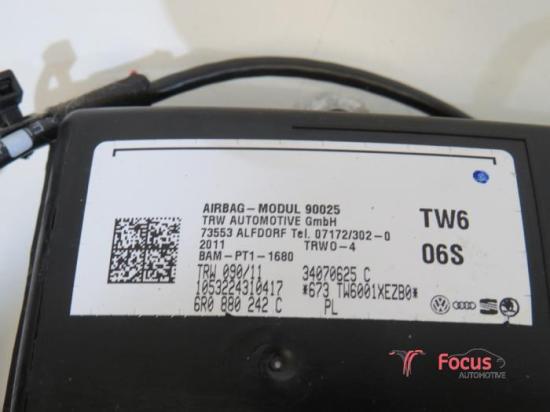 AIRBAG-MODUL 90025
TRW AUTOMOTIVE GmbH
73553 ALFDORF Tel. 07172/302-0
2011 TRWO-4
BAM-PT1-1680
TRW 090/11 34070625 C
1053224310417 *673 TW6001XEZB0*
6R0 880 242 C PL
TW6
06S
Focus
AUTOMOTIVE